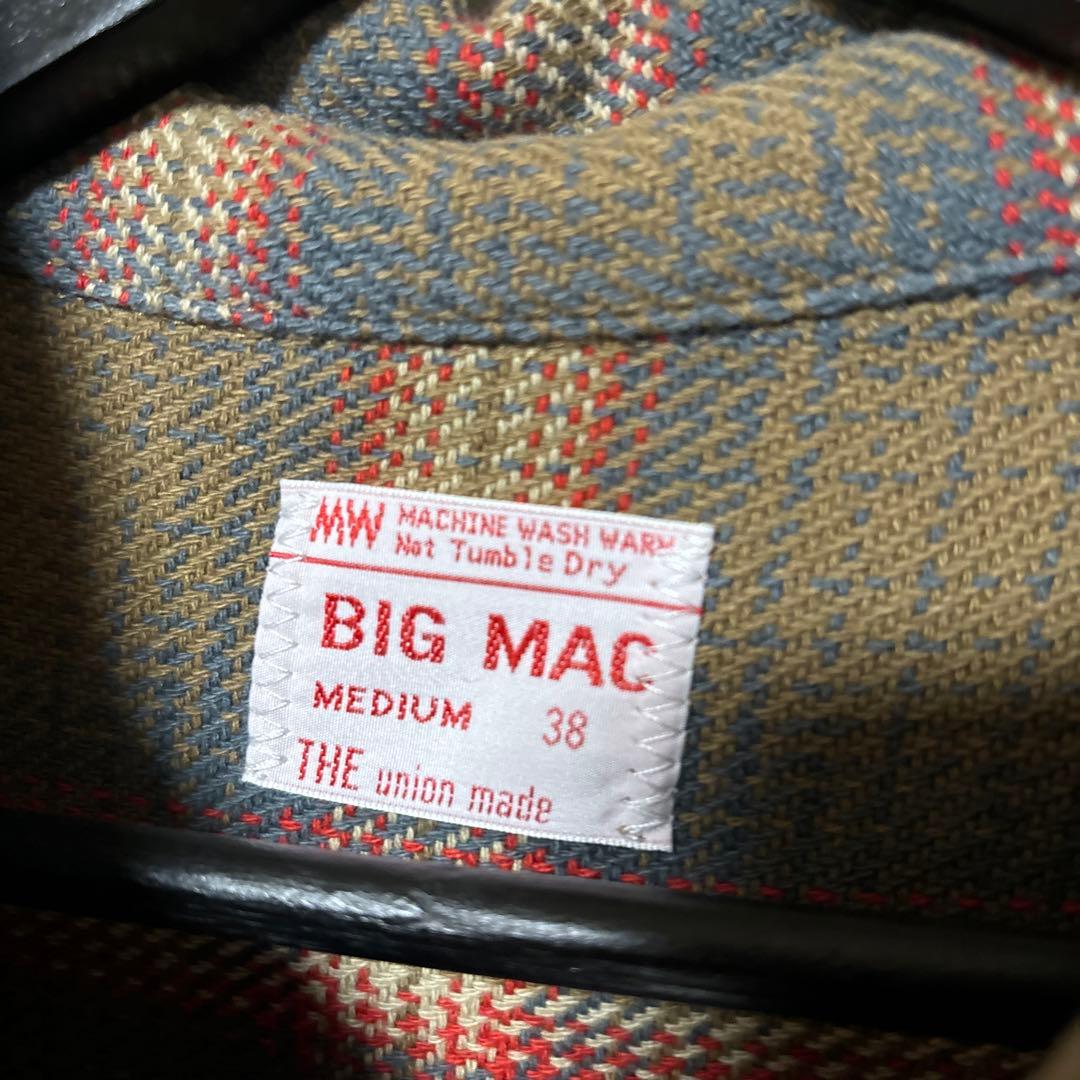 MW MACHINE WASH WARM
Not Tumble Dry
BIG MAC
MEDIUM 38
THE union made